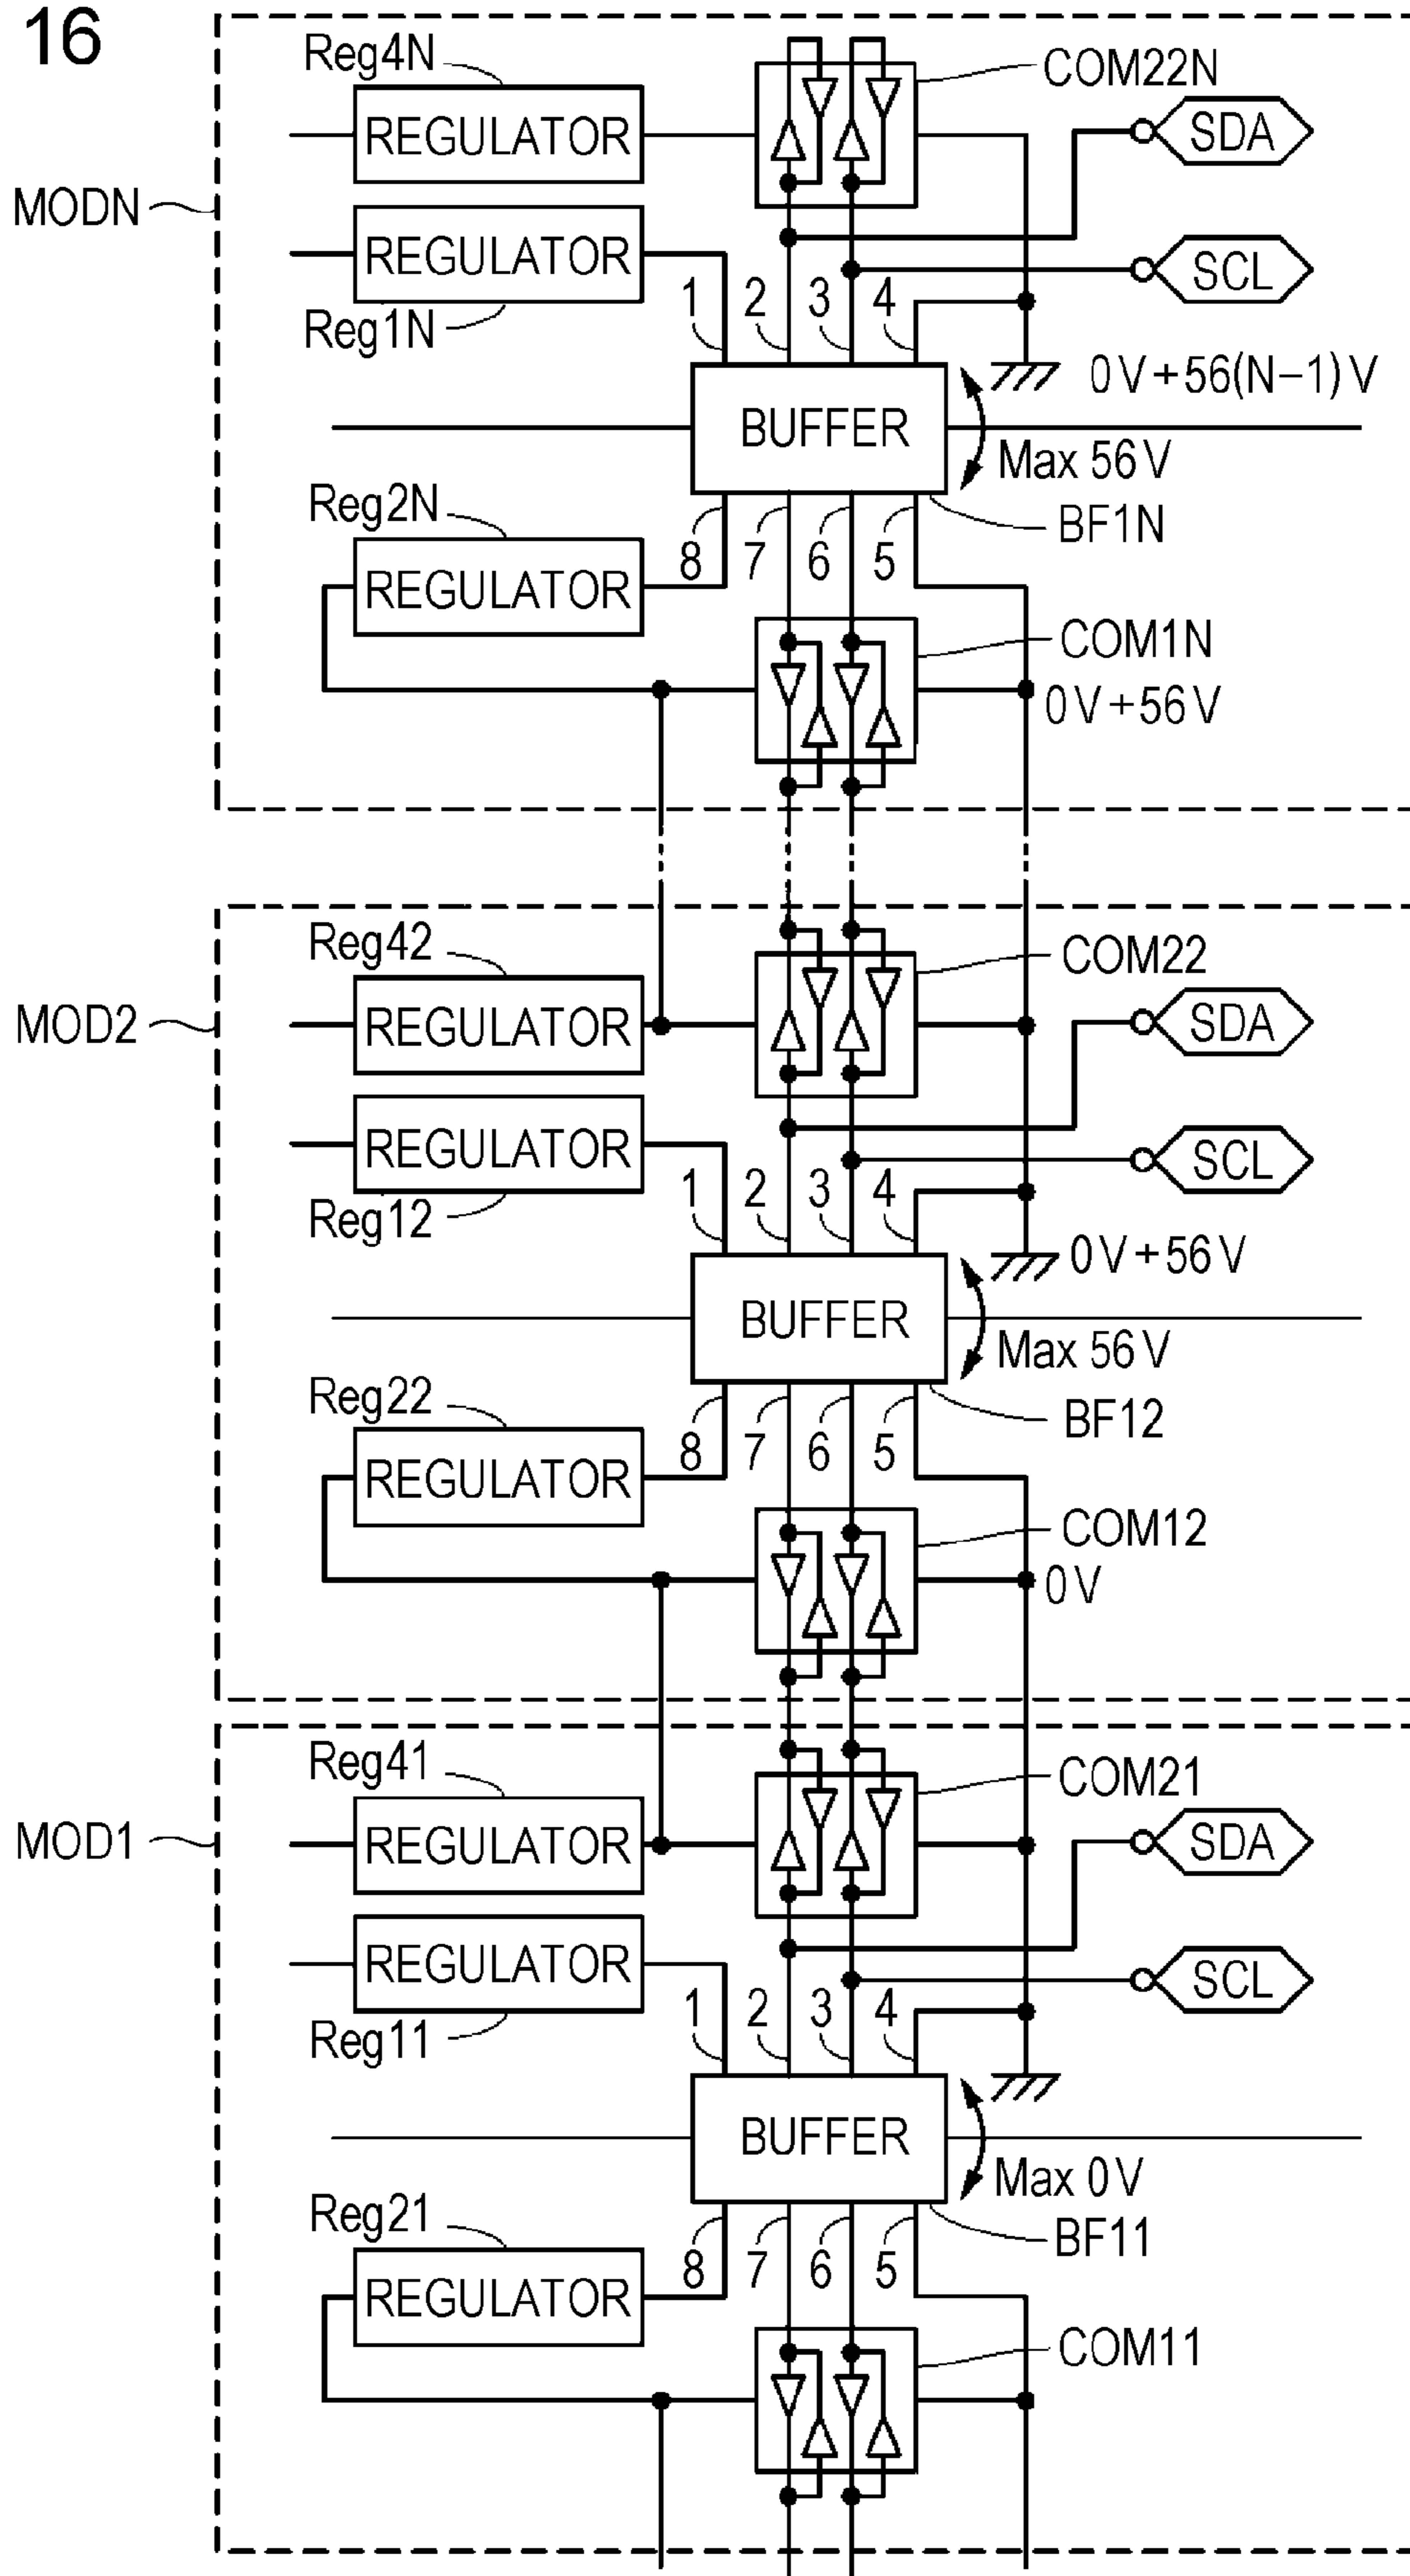 16
Reg4N
COM22N
REGULATOR
SDA
MODN
REGULATOR
SCL
Reg1N
1 2 3 4
0V+56(N−1)V
BUFFER
Max 56V
Reg2N
BF1N
8 7 6 5
REGULATOR
COM1N
0V+56V
Reg42
COM22
MOD2
REGULATOR
SDA
REGULATOR
SCL
Reg12
1 2 3 4
0V+56V
BUFFER
Max 56V
Reg22
BF12
8 7 6 5
REGULATOR
COM12
0V
Reg41
COM21
MOD1
REGULATOR
SDA
REGULATOR
SCL
Reg11
1 2 3 4
BUFFER
Max 0V
Reg21
BF11
8 7 6 5
REGULATOR
COM11